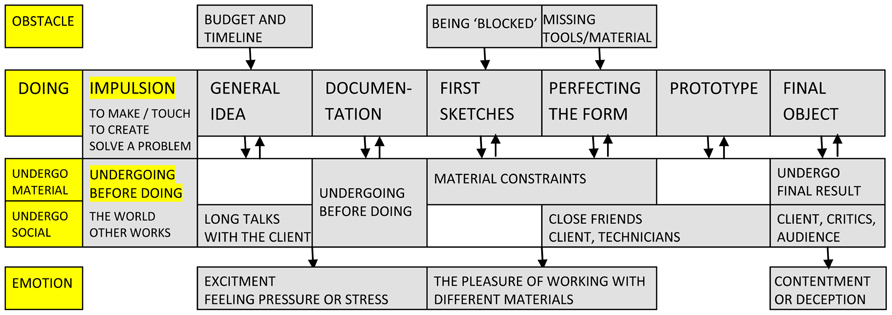 OBSTACLE
BUDGET AND
TIMELINE
BEING ‘BLOCKED’
MISSING
TOOLS/MATERIAL
DOING
IMPULSION
TO MAKE / TOUCH
TO CREATE
SOLVE A PROBLEM
GENERAL
IDEA
DOCUMEN-
TATION
FIRST
SKETCHES
PERFECTING
THE FORM
PROTOTYPE
FINAL
OBJECT
UNDERGO
MATERIAL
UNDERGOING
BEFORE DOING
THE WORLD
OTHER WORKS
UNDERGOING
BEFORE DOING
MATERIAL CONSTRAINTS
UNDERGO
FINAL RESULT
UNDERGO
SOCIAL
LONG TALKS
WITH THE CLIENT
CLOSE FRIENDS
CLIENT, TECHNICIANS
CLIENT, CRITICS,
AUDIENCE
EMOTION
EXCITMENT
FEELING PRESSURE OR STRESS
THE PLEASURE OF WORKING WITH
DIFFERENT MATERIALS
CONTENTMENT
OR DECEPTION